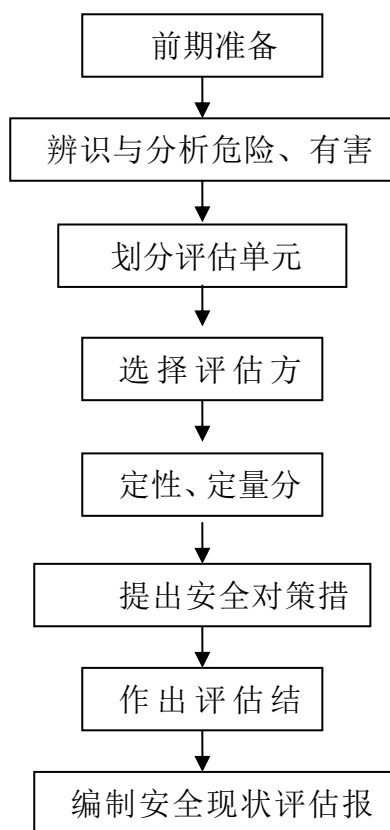 前期准备
辨识与分析危险、有害
划分评估单元
选择评估方
定性、定量分
提出安全对策措
作出评估结
编制安全现状评估报